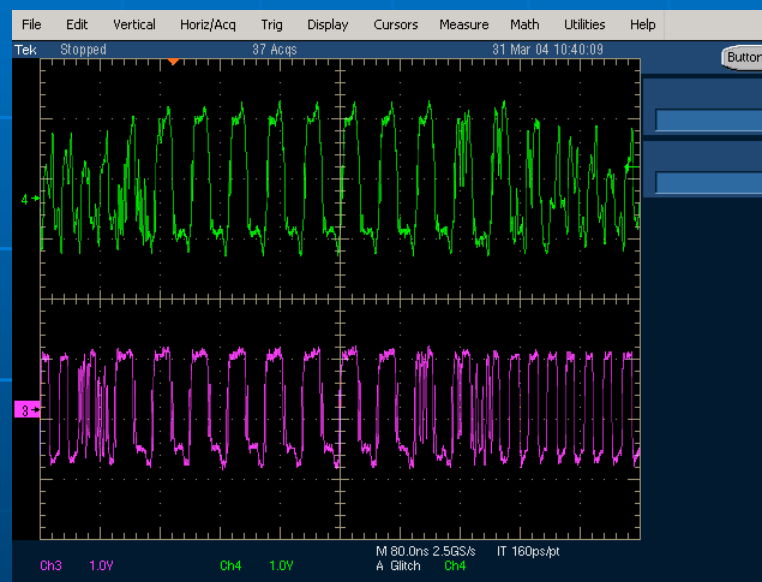 File Edit Vertical Horiz/Acq Trig Display Cursors Measure Math Utilities Help
Tek Stopped 37 Acqs 31 Mar 04 10:40:09
Button
4
3
M 80.0ns 2.5GS/s IT 160ps/pt
A Glitch Ch4
Ch3 1.0V Ch4 1.0V